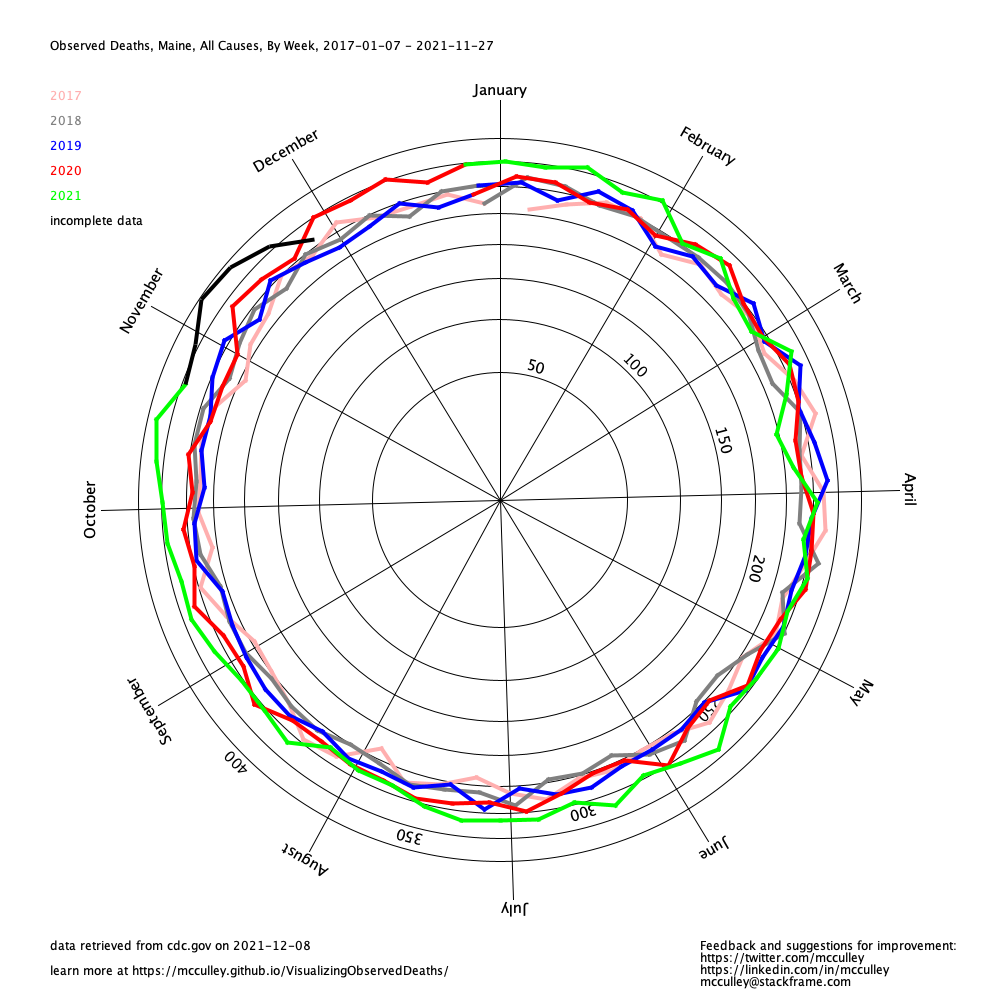 Observed Deaths, Maine, All Causes, By Week, 2017-01-07 - 2021-11-27
January
2017
2018
2019
2020
2021
incomplete data
December
February
November
March
50
100
150
October
April
200
September
May
250
400
300
350
August
June
July
data retrieved from cdc.gov on 2021-12-08
learn more at https://mcculley.github.io/VisualizingObservedDeaths/
Feedback and suggestions for improvement:
https://twitter.com/mcculley
https://linkedin.com/in/mcculley
mcculley@stackframe.com